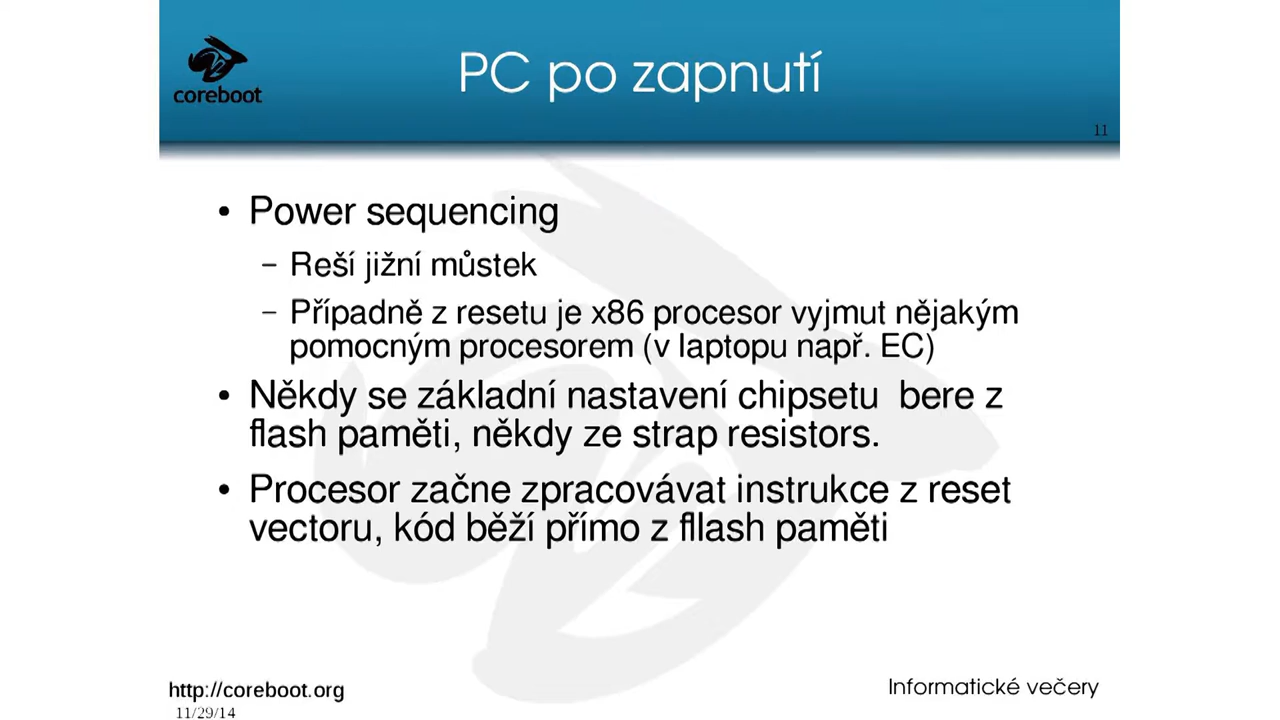 coreboot
PC po zapnutí
11
• Power sequencing
– Reší jižní můstek
– Případně z resetu je x86 procesor vyjmut nějakým
pomocným procesorem (v laptopu např. EC)
• Někdy se základní nastavení chipsetu  bere z
flash paměti, někdy ze strap resistors.
• Procesor začne zpracovávat instrukce z reset
vectoru, kód běží přímo z fllash paměti
http://coreboot.org
Informatické večery
11/29/14